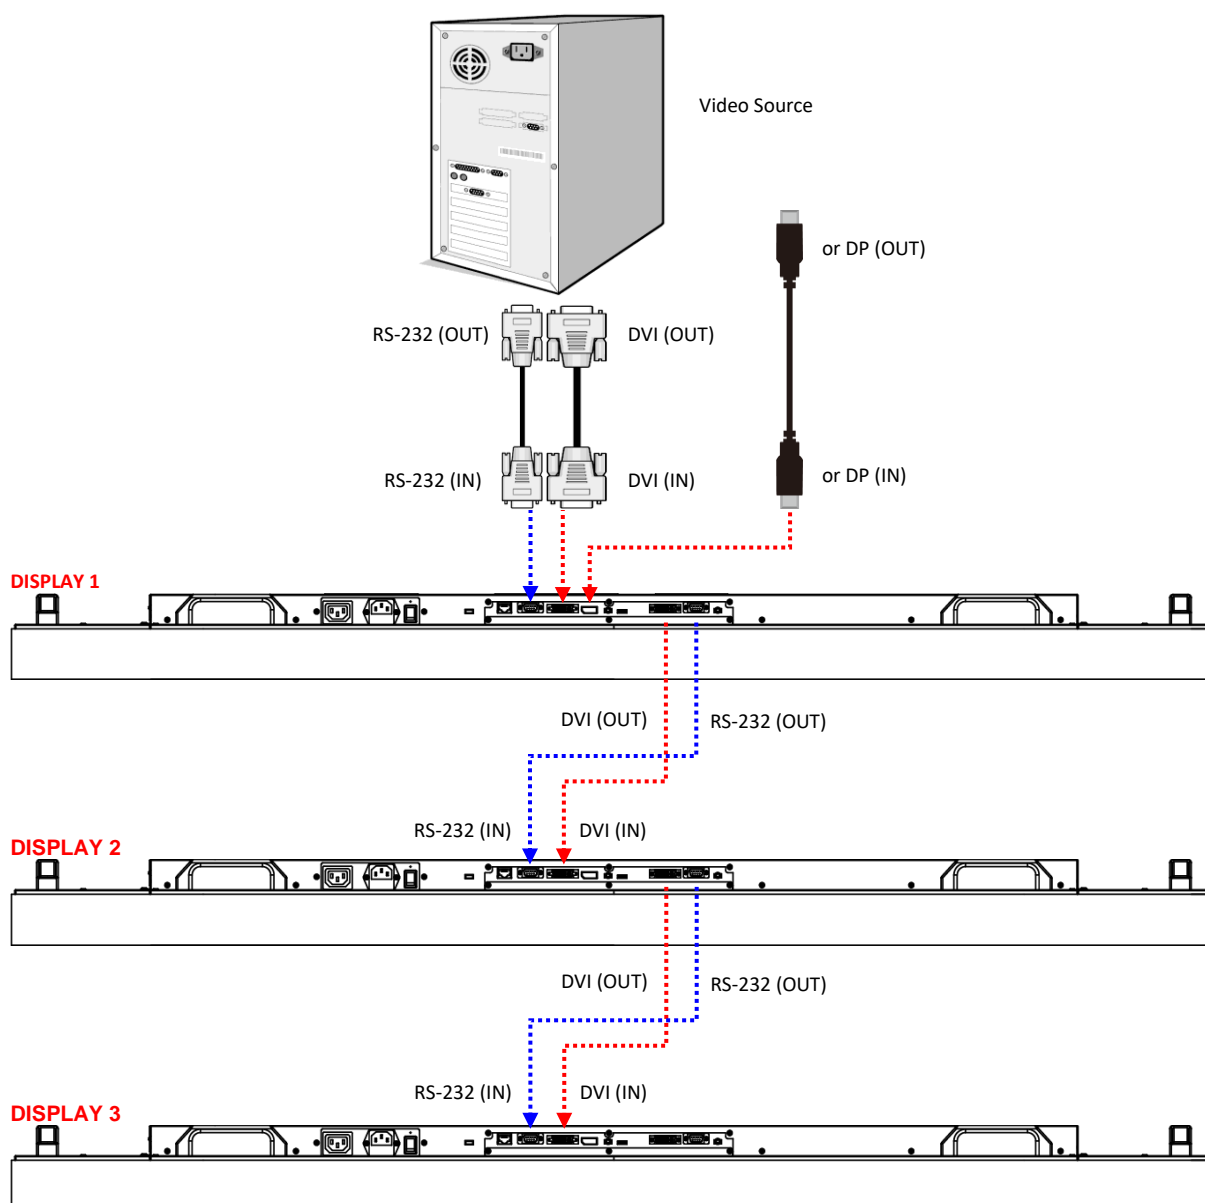 Video Source
or DP (OUT)
RS-232 (OUT)
DVI (OUT)
RS-232 (IN)
DVI (IN)
or DP (IN)
DISPLAY 1
DVI (OUT)
RS-232 (OUT)
RS-232 (IN)
DVI (IN)
DISPLAY 2
DVI (OUT)
RS-232 (OUT)
RS-232 (IN)
DVI (IN)
DISPLAY 3